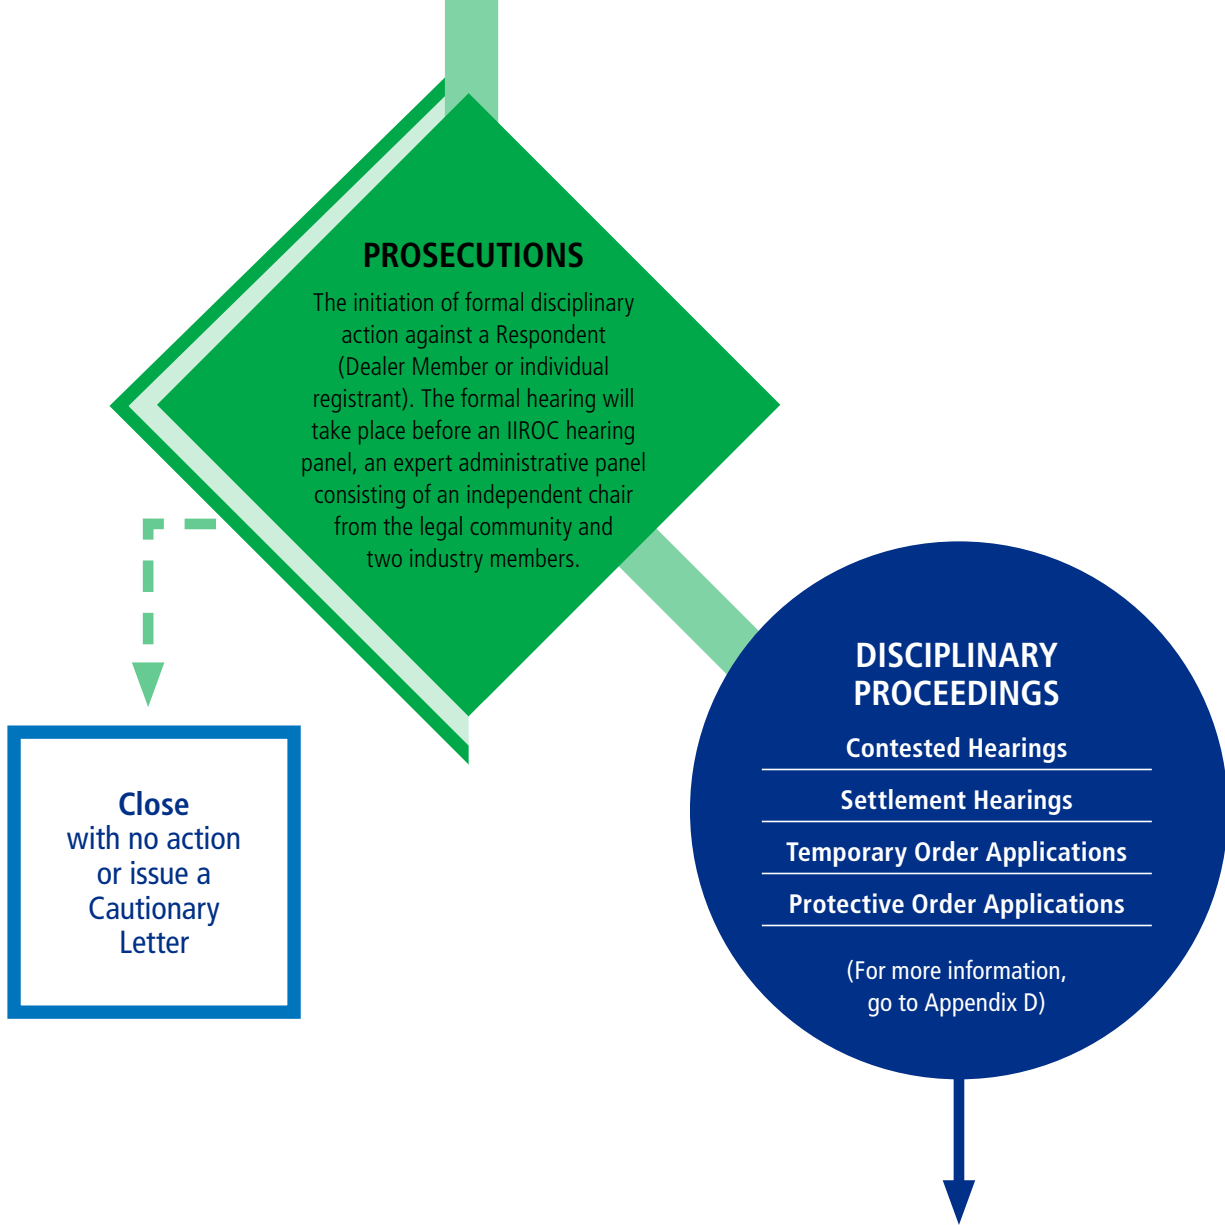 PROSECUTIONS
The initiation of formal disciplinary
action against a Respondent
(Dealer Member or individual
registrant). The formal hearing will
take place before an IIROC hearing
panel, an expert administrative panel
consisting of an independent chair
from the legal community and
two industry members.
Close
with no action
or issue a
Cautionary
Letter
DISCIPLINARY
PROCEEDINGS
Contested Hearings
Settlement Hearings
Temporary Order Applications
Protective Order Applications
(For more information,
go to Appendix D)